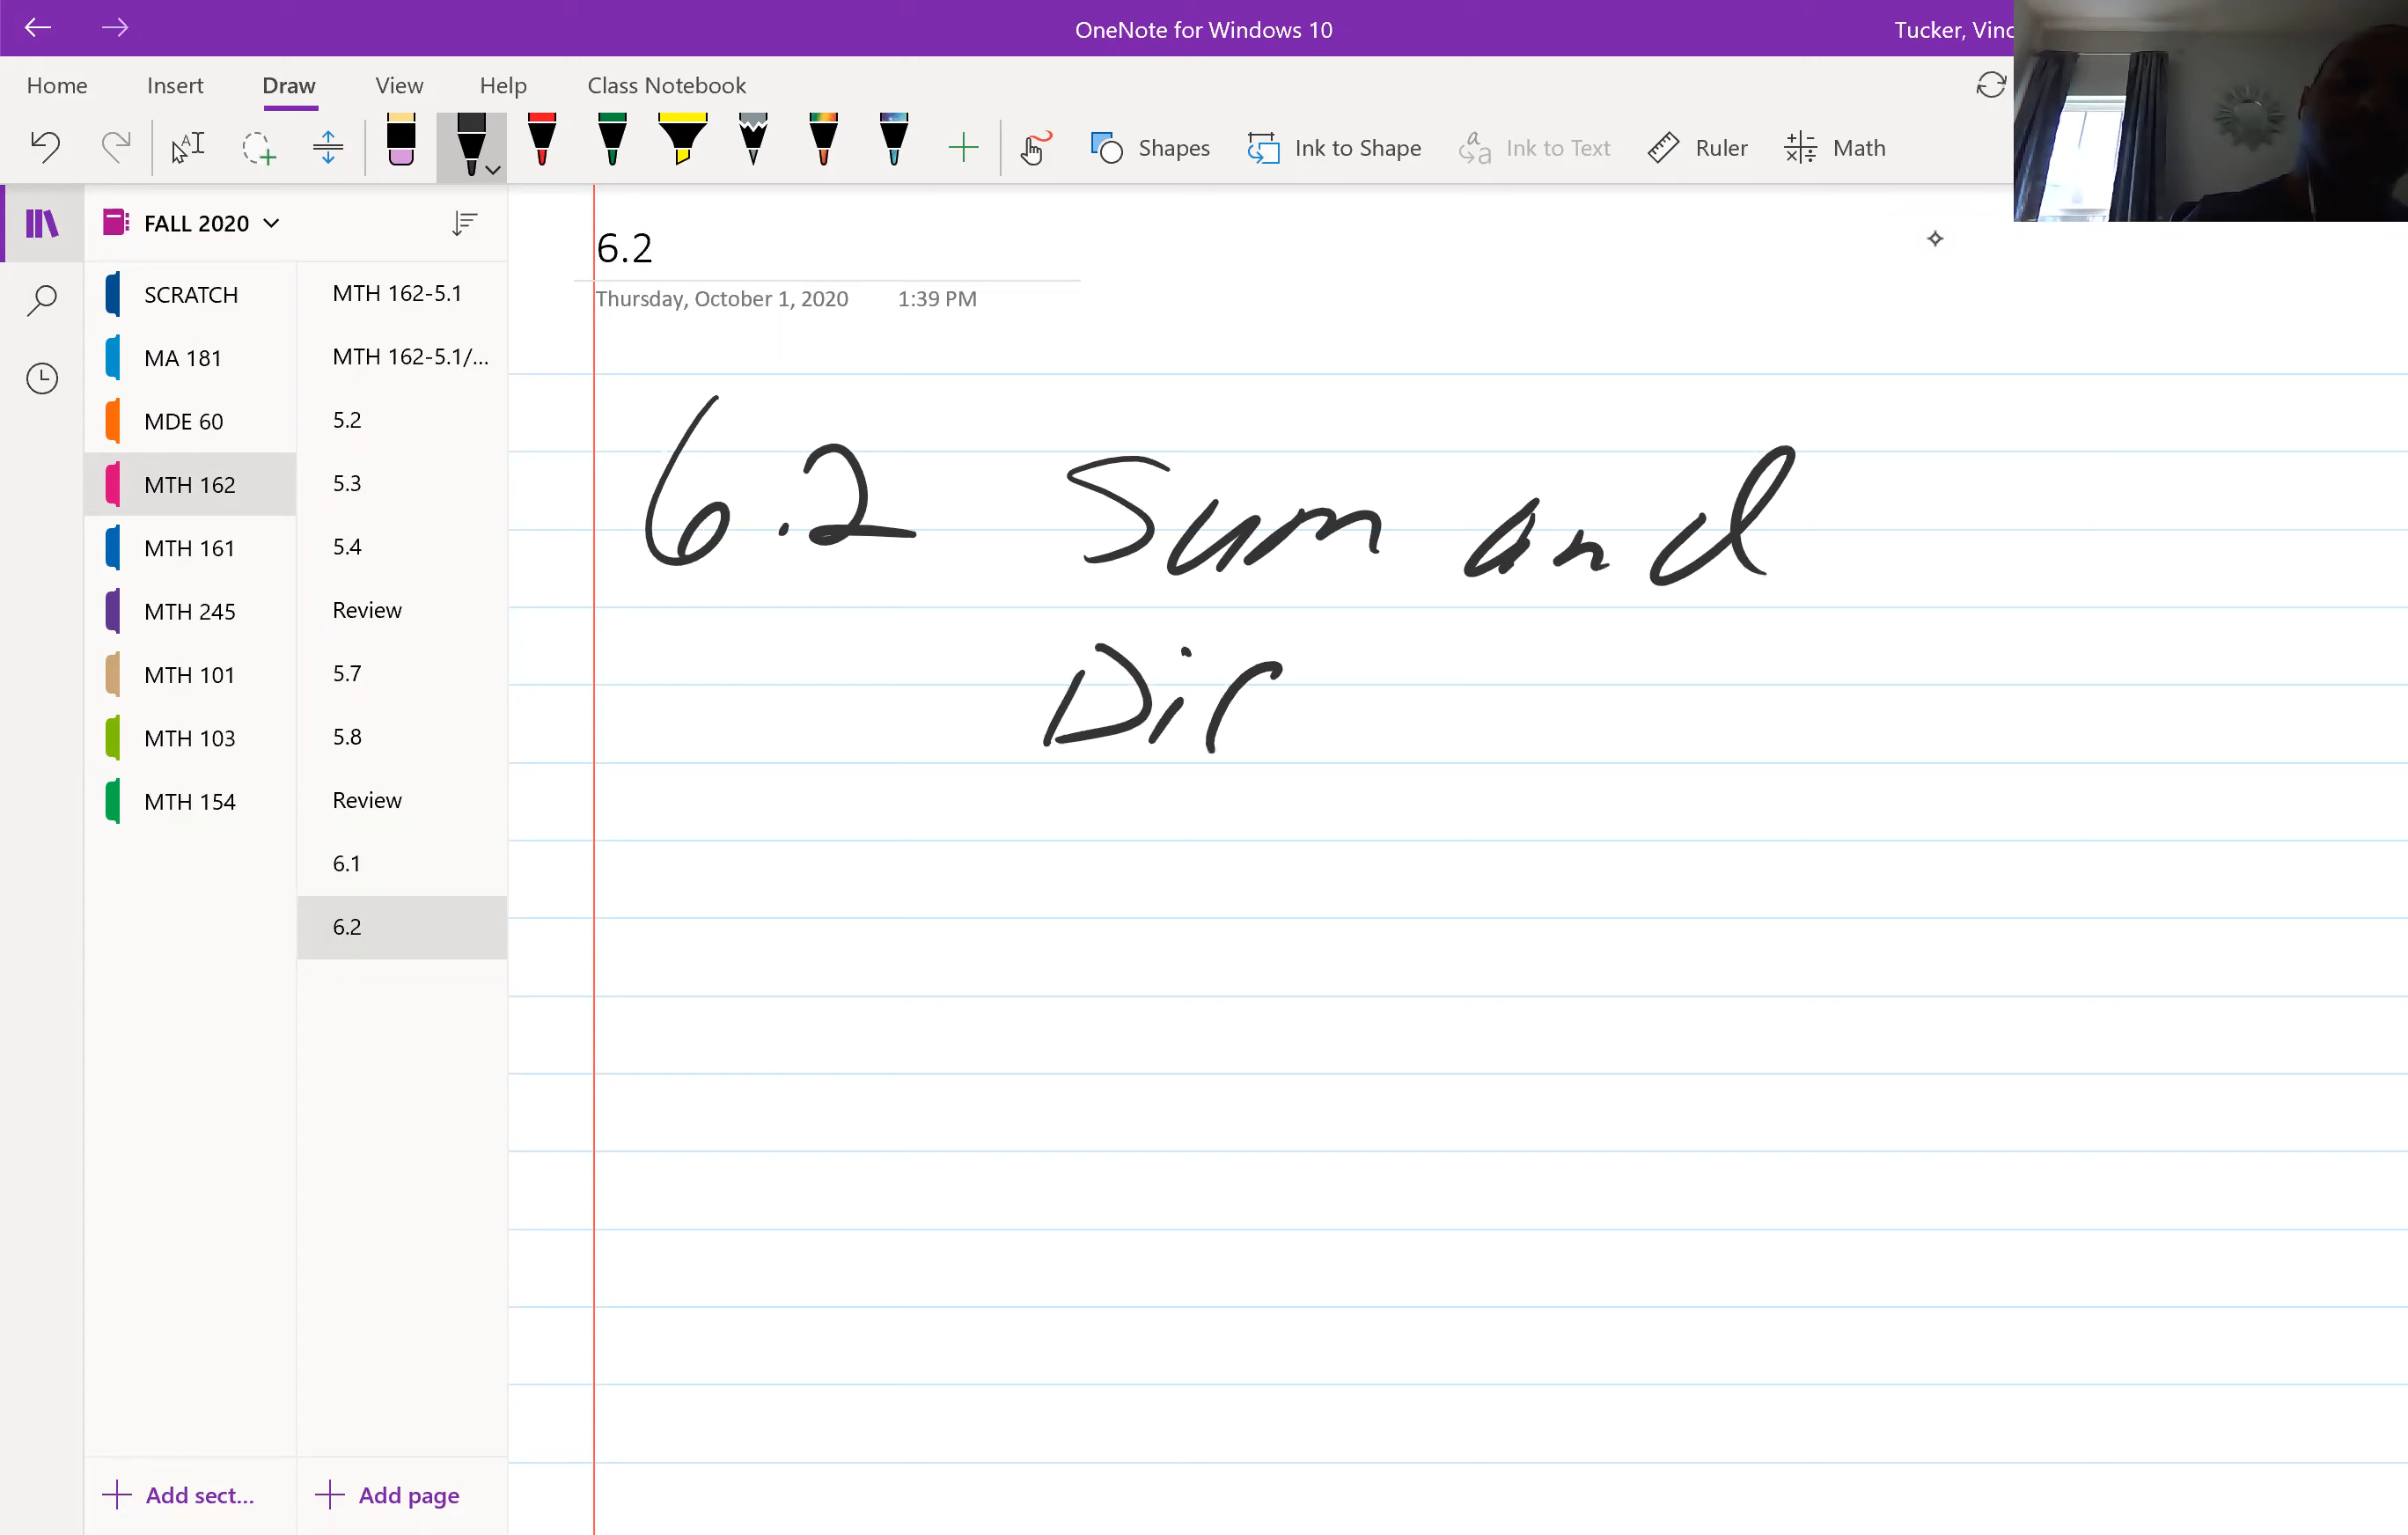 OneNote for Windows 10
Tucker, Vinc
Home Insert Draw View Help Class Notebook
Shapes Ink to Shape Ink to Text Ruler Math
FALL 2020
SCRATCH
MA 181
MDE 60
MTH 162
MTH 161
MTH 245
MTH 101
MTH 103
MTH 154
Add sect...
MTH 162-5.1
MTH 162-5.1/...
5.2
5.3
5.4
Review
5.7
5.8
Review
6.1
6.2
Add page
6.2
Thursday, October 1, 2020 1:39 PM
6.2 Sum and
Dif